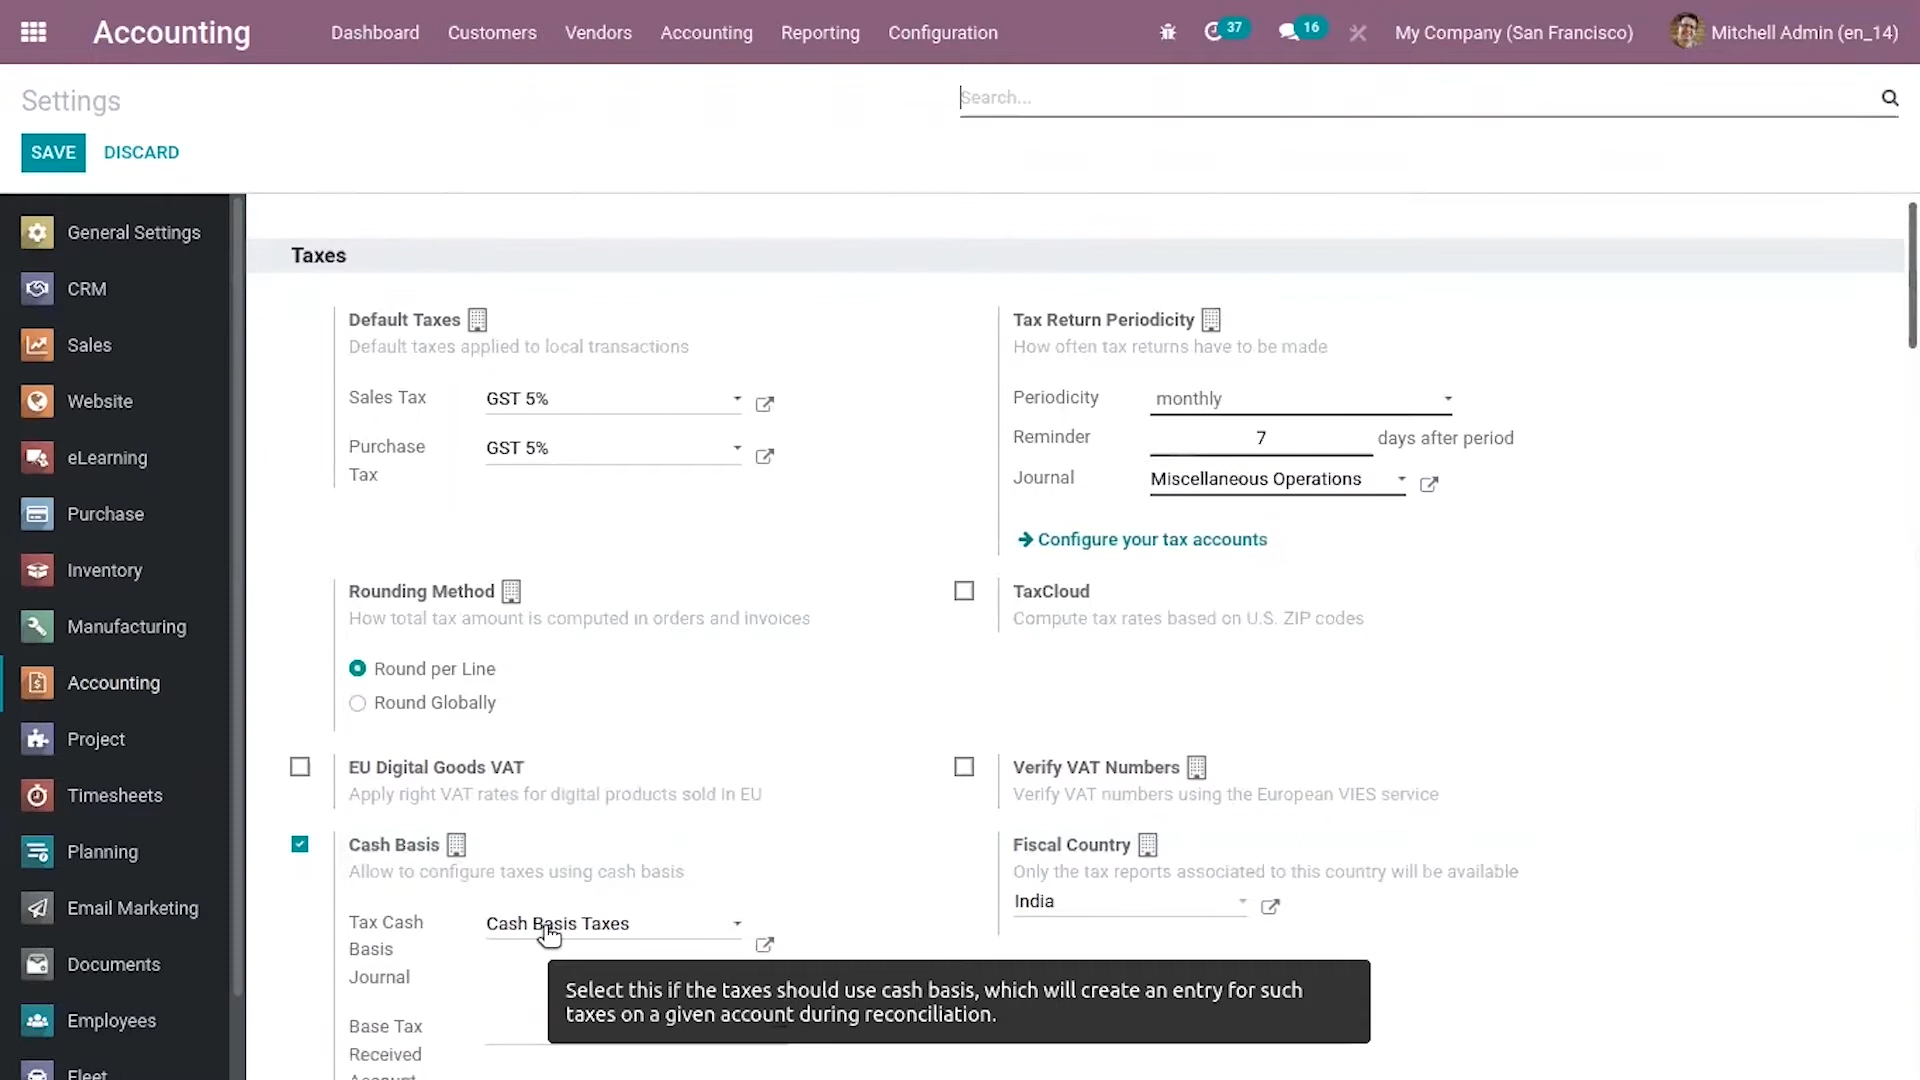 Accounting
Dashboard Customers Vendors Accounting Reporting Configuration
37 16 My Company (San Francisco) Mitchell Admin (en_14)
Settings
Search...
SAVE DISCARD
General Settings
CRM
Sales
Website
eLearning
Purchase
Inventory
Manufacturing
Accounting
Project
Timesheets
Planning
Email Marketing
Documents
Employees
Fleet
Taxes
Default Taxes
Default taxes applied to local transactions
Sales Tax GST 5%
Purchase GST 5%
Tax
Tax Return Periodicity
How often tax returns have to be made
Periodicity monthly
Reminder 7 days after period
Journal Miscellaneous Operations
Configure your tax accounts
Rounding Method
How total tax amount is computed in orders and invoices
Round per Line
Round Globally
TaxCloud
Compute tax rates based on U.S. ZIP codes
EU Digital Goods VAT
Apply right VAT rates for digital products sold in EU
Verify VAT Numbers
Verify VAT numbers using the European VIES service
Cash Basis
Allow to configure taxes using cash basis
Tax Cash Cash Basis Taxes
Basis
Journal
Fiscal Country
Only the tax reports associated to this country will be available
India
Select this if the taxes should use cash basis, which will create an entry for such
taxes on a given account during reconciliation.
Base Tax
Received
Account